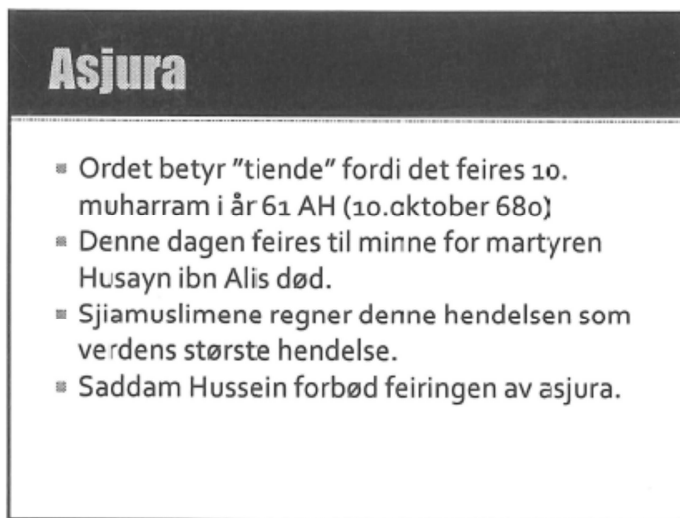 Asjura
Ordet betyr "tiende" fordi det feires 10.
muharram i år 61 AH (10.oktober 680)
Denne dagen feires til minne for martyren
Husayn ibn Alis død.
Sjiamuslimene regner denne hendelsen som
verdens største hendelse.
Saddam Hussein forbød feiringen av asjura.